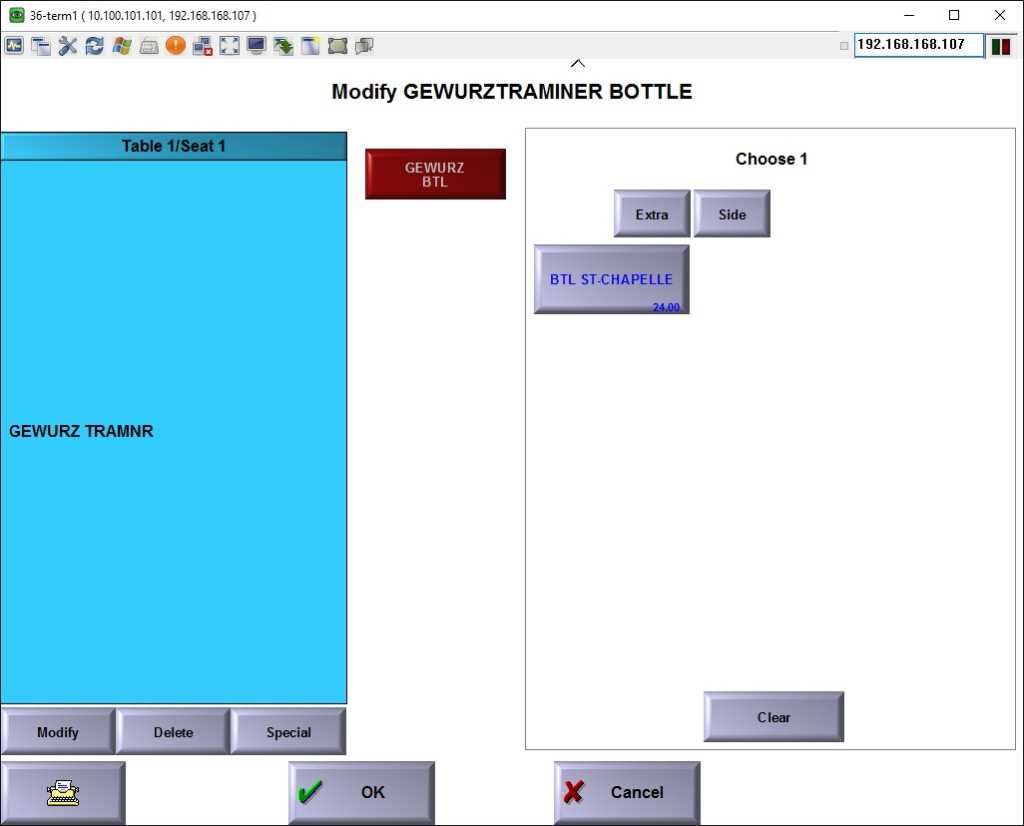 36-term1 ( 10.100.101.101, 192.168.168.107 )
192.168.168.107
Modify GEWURZTRAMINER BOTTLE
Table 1/Seat 1
GEWURZ
BTL
Choose 1
Extra
Side
BTL ST-CHAPELLE
24.00
GEWURZ TRAMNR
Clear
Modify
Delete
Special
OK
Cancel